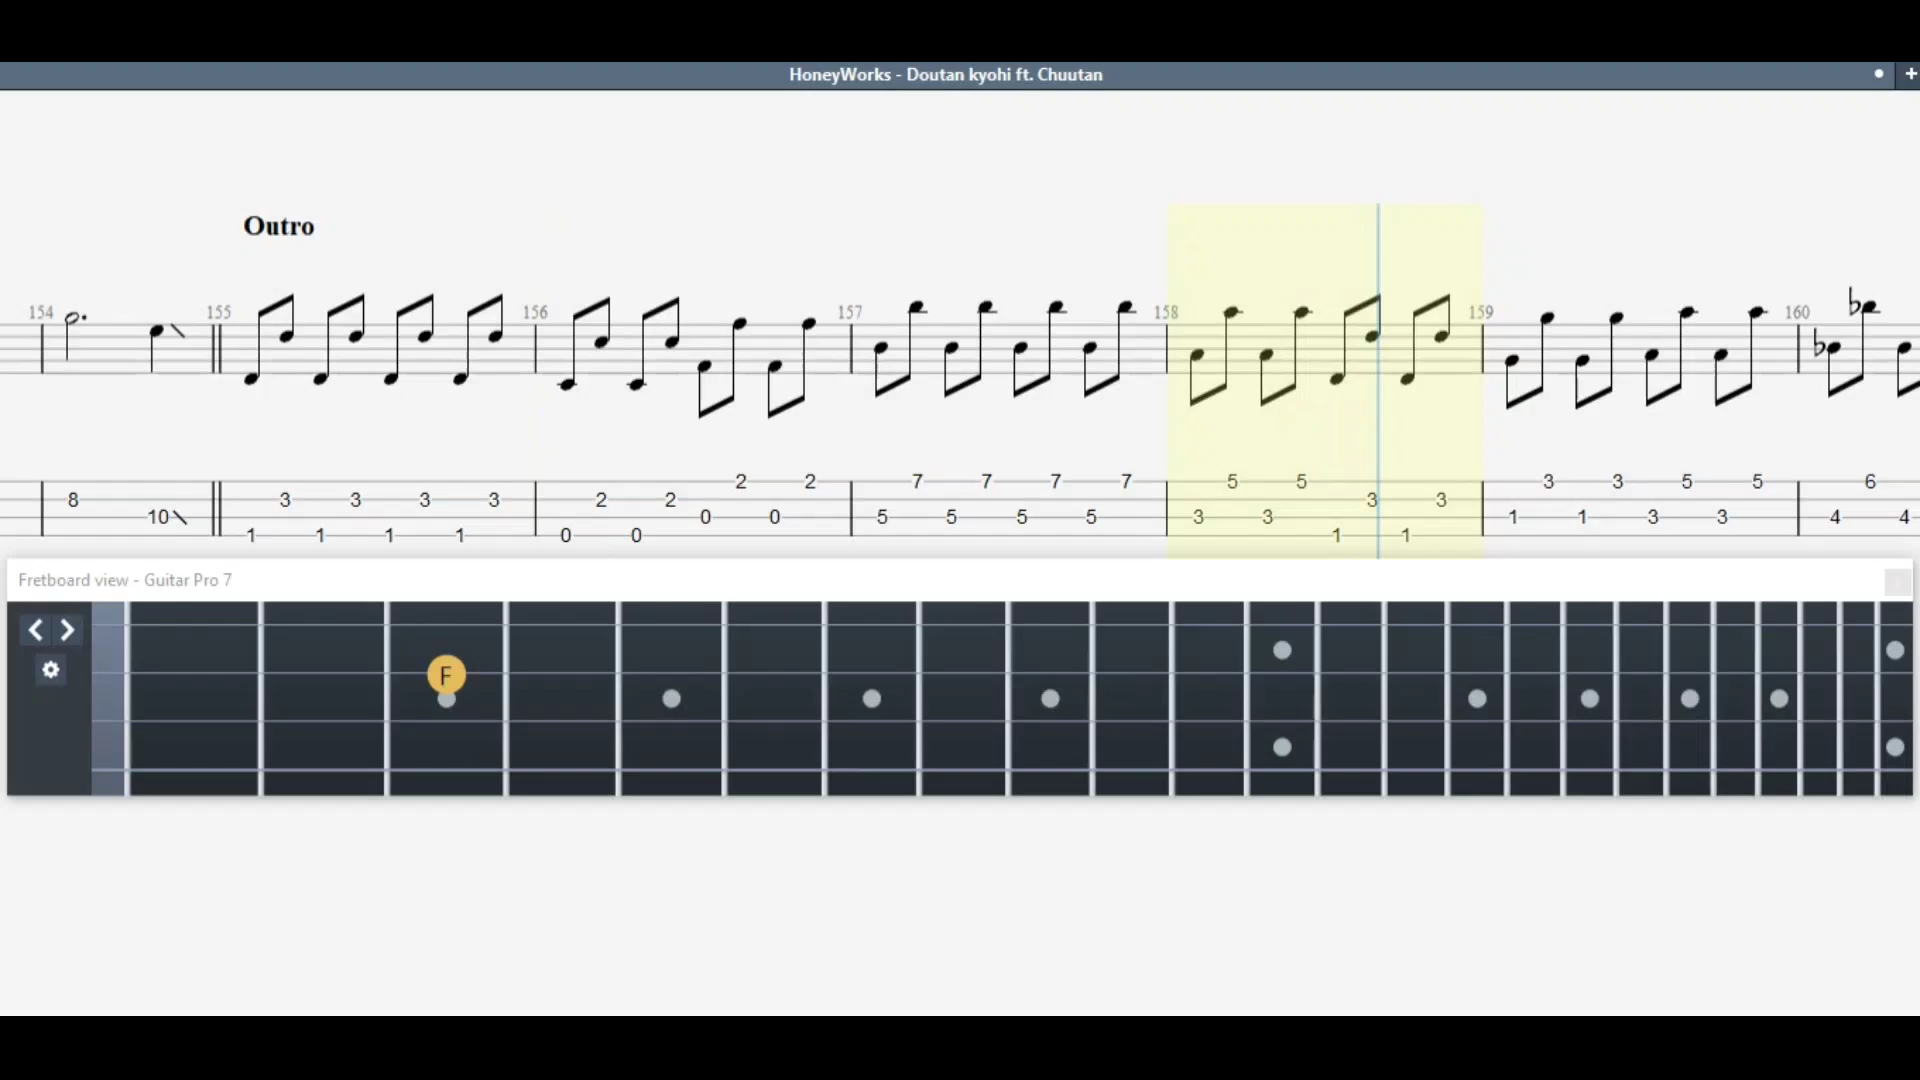 HoneyWorks - Doutan kyohi ft. Chuutan
Outro
154 155 156 157 158 159 160
2 2 7 7 7 7 5 5 3 3 5 5 6
8 3 3 3 3 2 2 3 3
10 0 0 5 5 5 5 3 3 1 1 3 3 4 4
1 1 1 1 0 0 1 1
Fretboard view - Guitar Pro 7
F